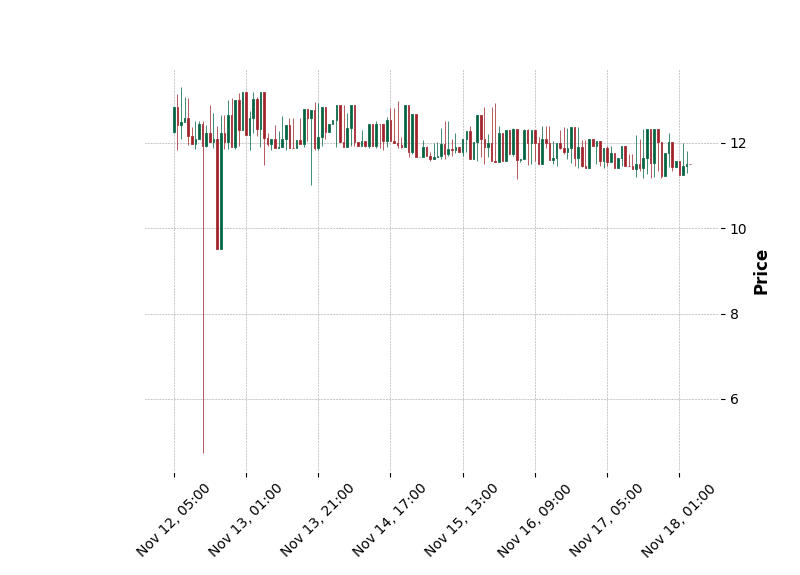 12
10
8
6
Price
Nov 12, 05:00
Nov 13, 01:00
Nov 13, 21:00
Nov 14, 17:00
Nov 15, 13:00
Nov 16, 09:00
Nov 17, 05:00
Nov 18, 01:00